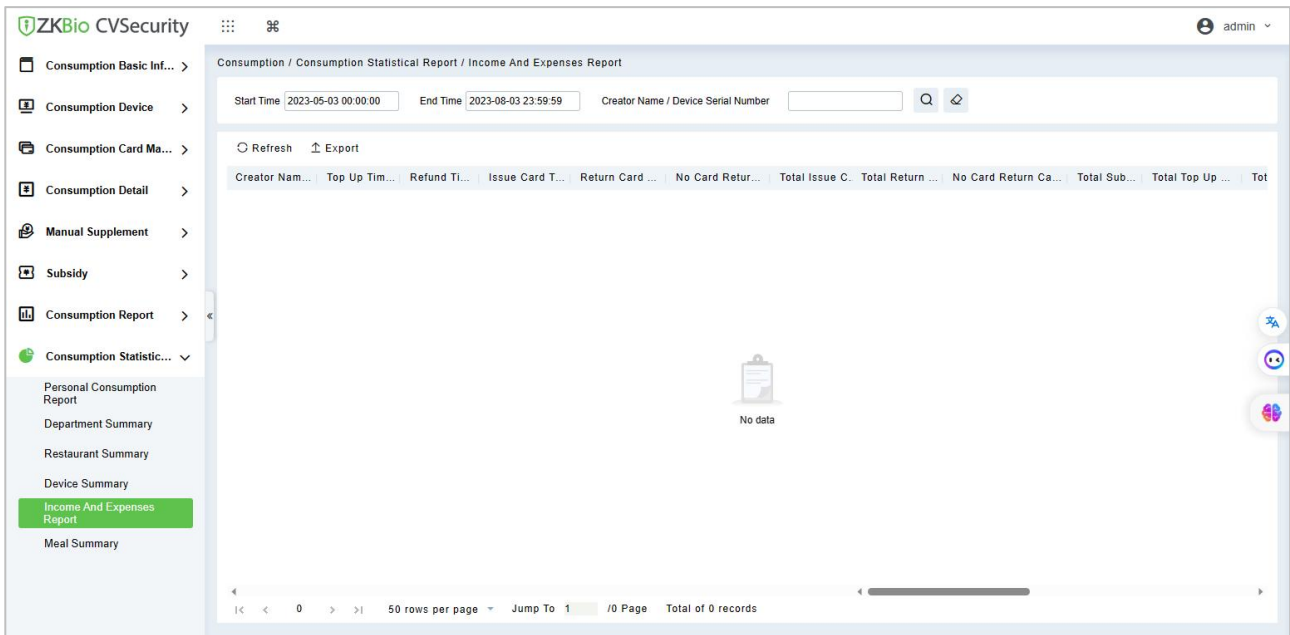 ZKBio CVSecurity
admin
Consumption Basic Inf...
Consumption Device
Consumption Card Ma...
Consumption Detail
Manual Supplement
Subsidy
Consumption Report
Consumption Statistic...
Personal Consumption
Report
Department Summary
Restaurant Summary
Device Summary
Income And Expenses
Report
Meal Summary
Consumption / Consumption Statistical Report / Income And Expenses Report
Start Time 2023-05-03 00:00:00 End Time 2023-08-03 23:59:59 Creator Name / Device Serial Number
Refresh Export
Creator Nam... Top Up Tim... Refund Ti... Issue Card T... Return Card ... No Card Retur... Total Issue C. Total Return ... No Card Return Ca... Total Sub... Total Top Up ... Tot
No data
0 50 rows per page Jump To 1 /0 Page Total of 0 records